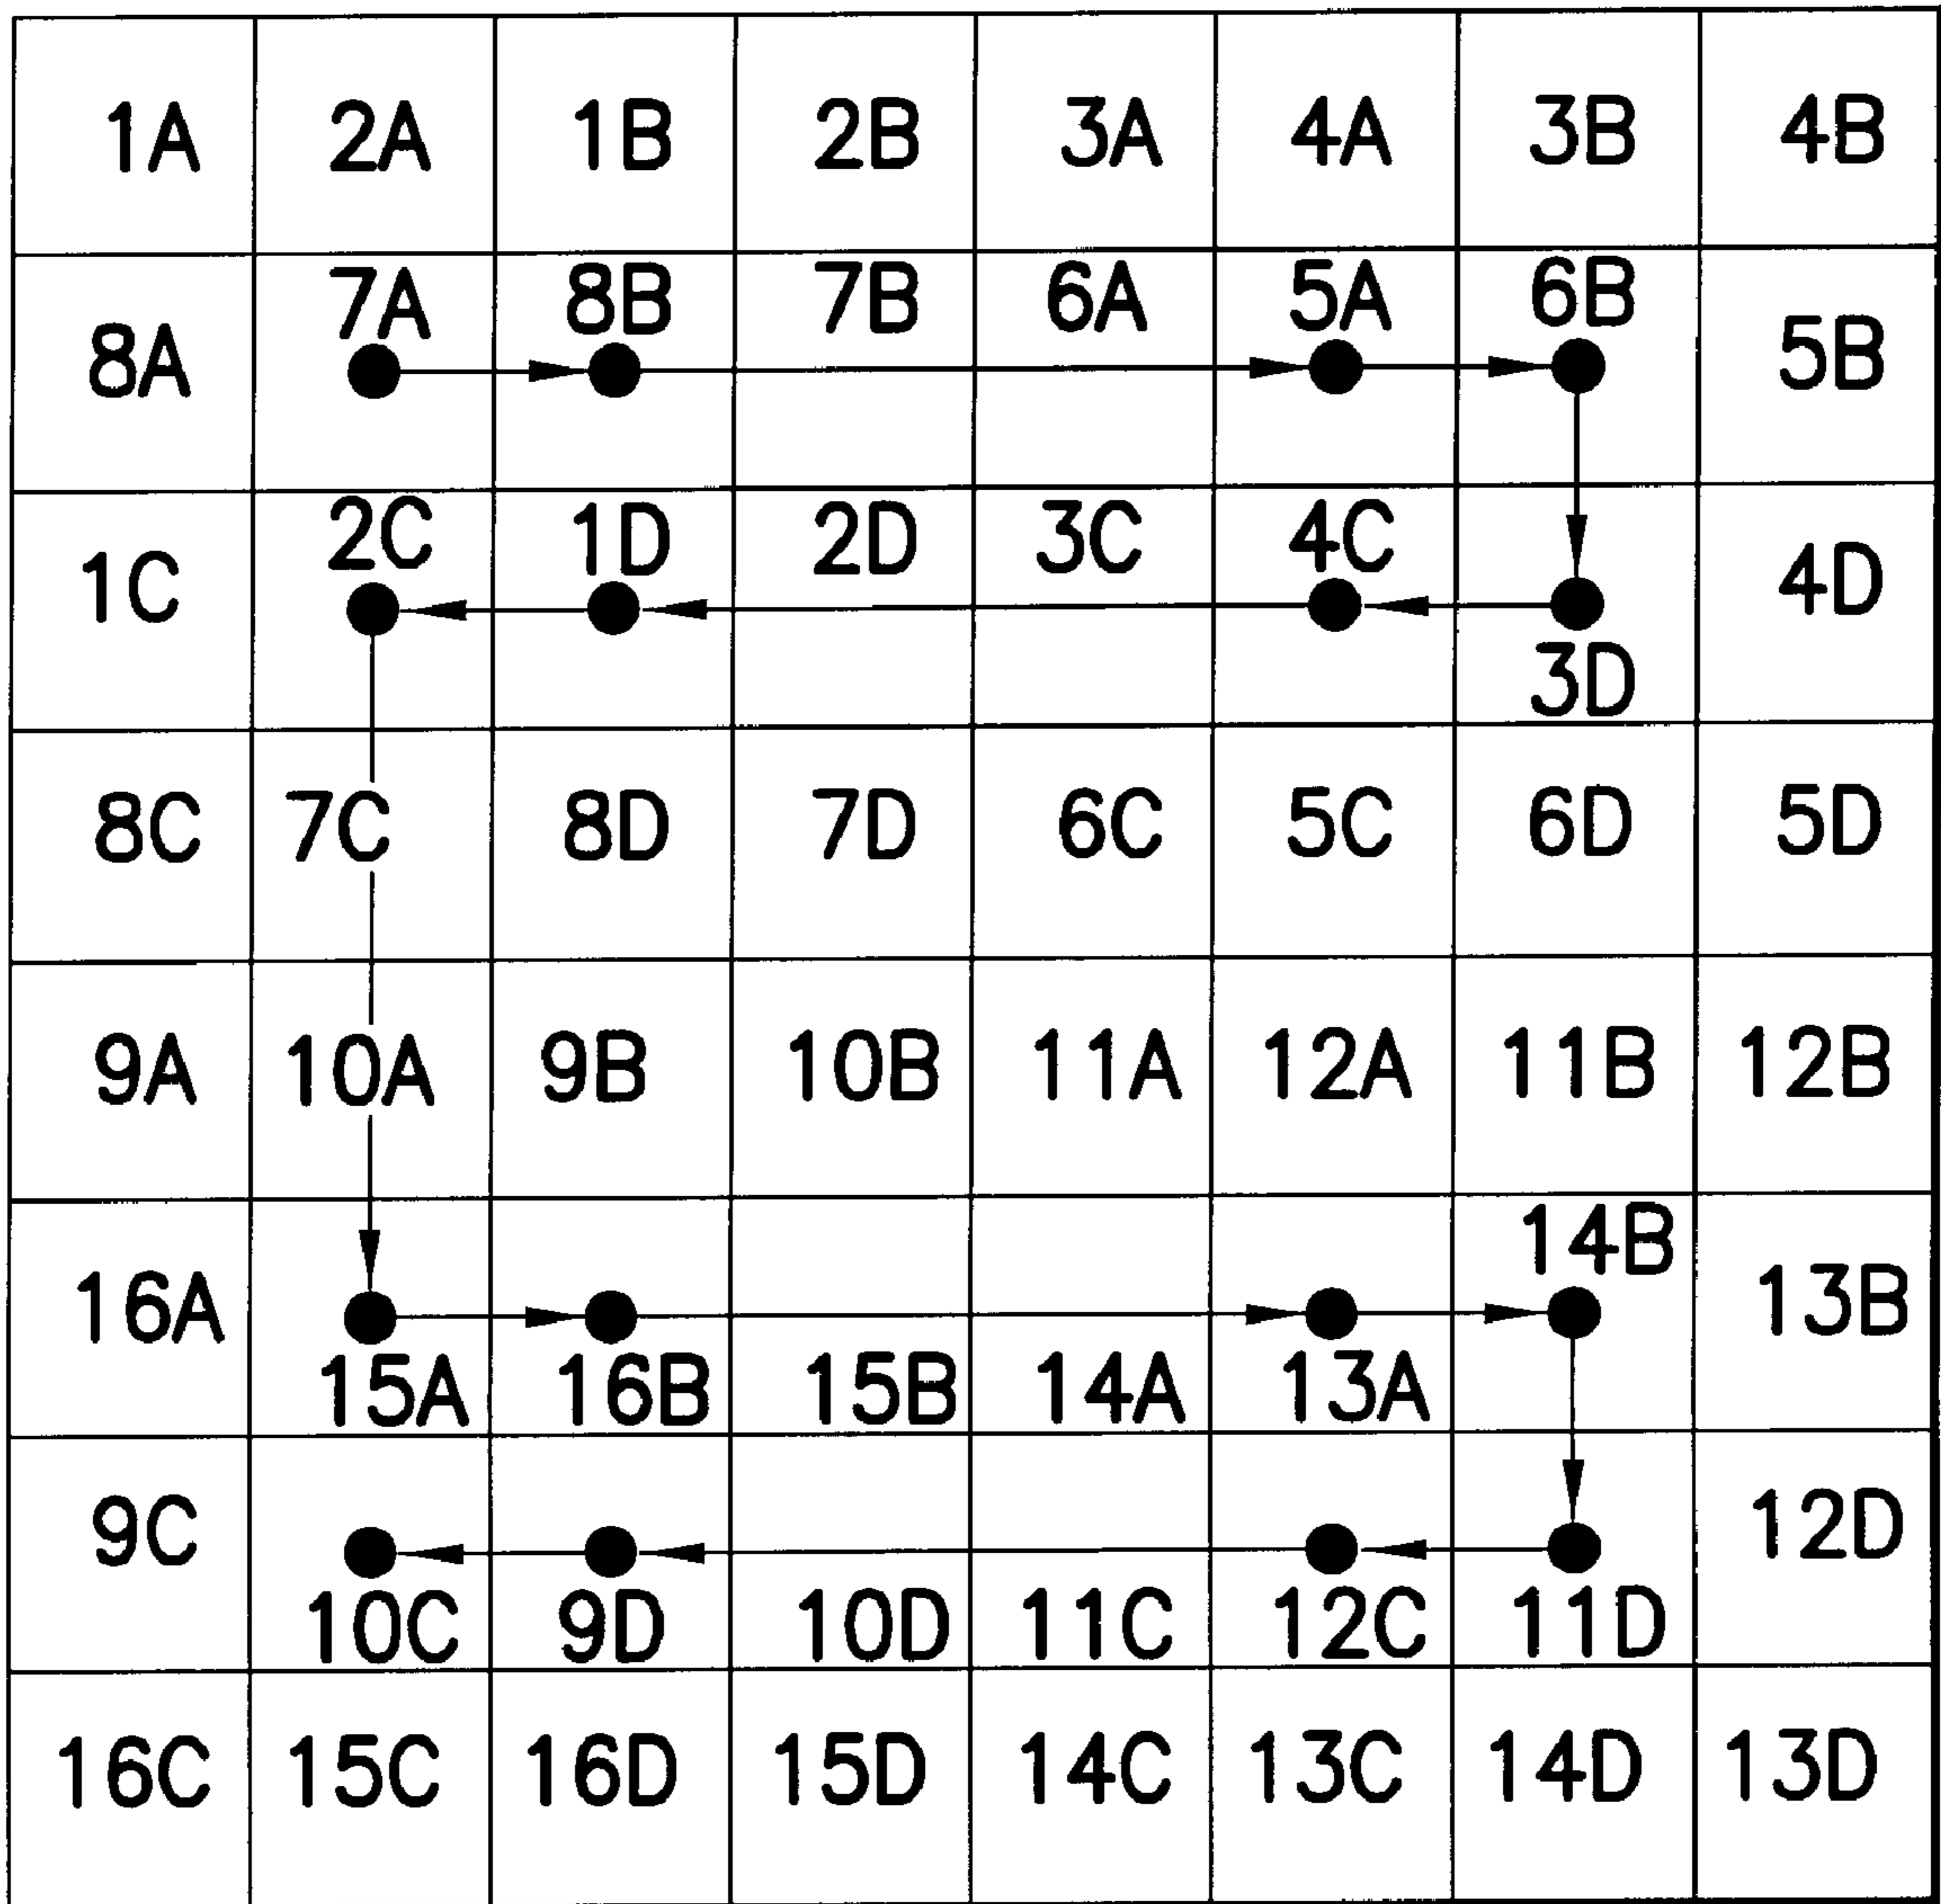 1A 2A 1B 2B 3A 4A 3B 4B
8A 7A 8B 7B 6A 5A 6B 5B
1C 2C 1D 2D 3C 4C 3D 4D
8C 7C 8D 7D 6C 5C 6D 5D
9A 10A 9B 10B 11A 12A 11B 12B
16A 15A 16B 15B 14A 13A 14B 13B
9C 10C 9D 10D 11C 12C 11D 12D
16C 15C 16D 15D 14C 13C 14D 13D